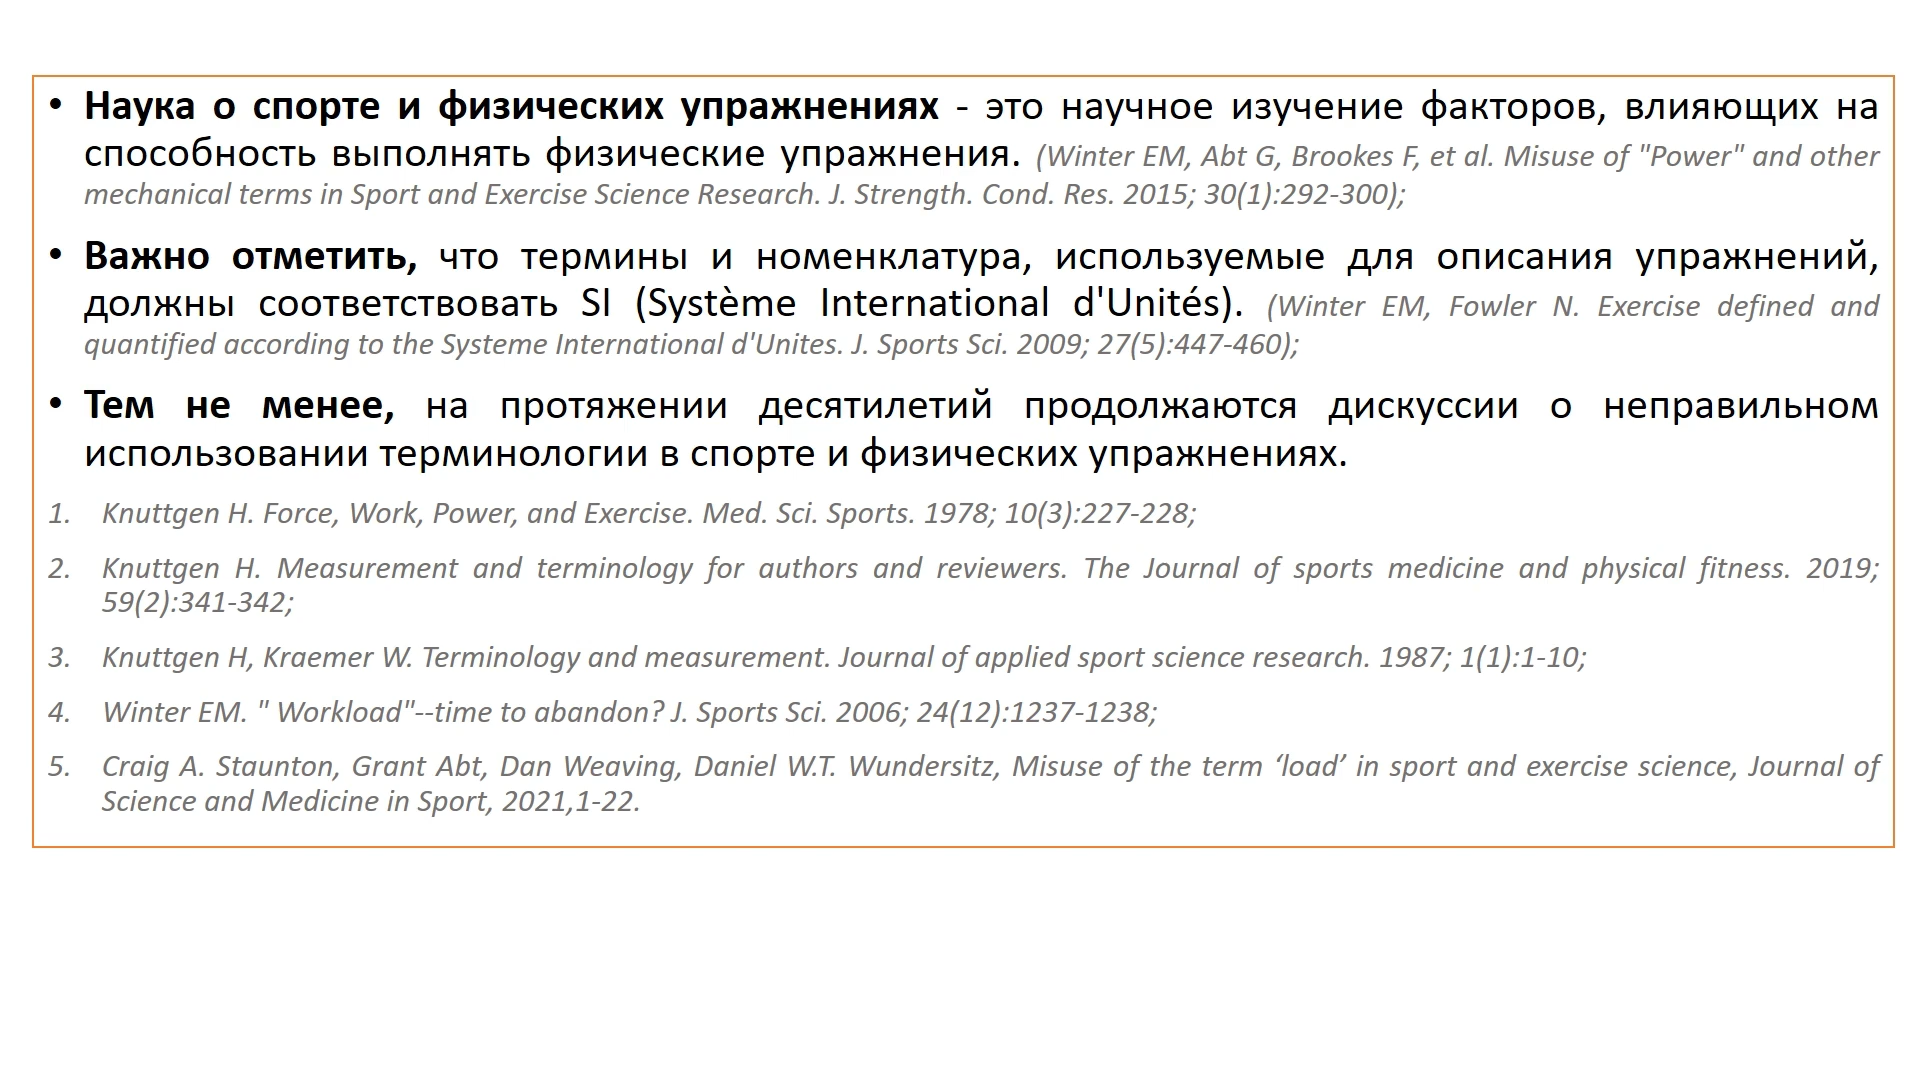 • Наука о спорте и физических упражнениях - это научное изучение факторов, влияющих на
способность выполнять физические упражнения. (Winter EM, Abt G, Brookes F, et al. Misuse of "Power" and other
mechanical terms in Sport and Exercise Science Research. J. Strength. Cond. Res. 2015; 30(1):292-300);
• Важно отметить, что термины и номенклатура, используемые для описания упражнений,
должны соответствовать SI (Système International d'Unités). (Winter EM, Fowler N. Exercise defined and
quantified according to the Systeme International d'Unites. J. Sports Sci. 2009; 27(5):447-460);
• Тем не менее, на протяжении десятилетий продолжаются дискуссии о неправильном
использовании терминологии в спорте и физических упражнениях.
1. Knuttgen H. Force, Work, Power, and Exercise. Med. Sci. Sports. 1978; 10(3):227-228;
2. Knuttgen H. Measurement and terminology for authors and reviewers. The Journal of sports medicine and physical fitness. 2019;
59(2):341-342;
3. Knuttgen H, Kraemer W. Terminology and measurement. Journal of applied sport science research. 1987; 1(1):1-10;
4. Winter EM. " Workload"--time to abandon? J. Sports Sci. 2006; 24(12):1237-1238;
5. Craig A. Staunton, Grant Abt, Dan Weaving, Daniel W.T. Wundersitz, Misuse of the term ‘load’ in sport and exercise science, Journal of
Science and Medicine in Sport, 2021,1-22.